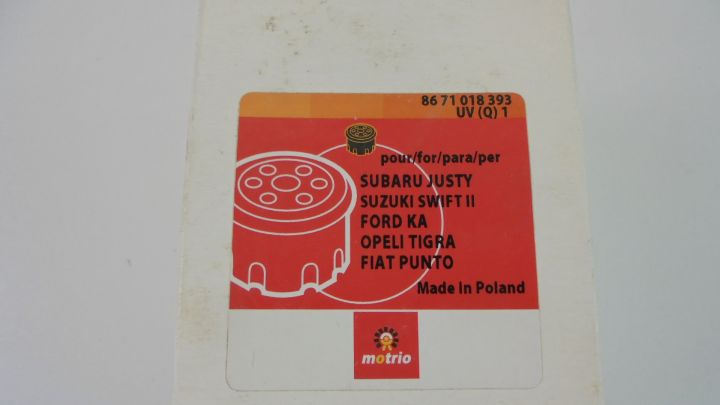 86 71 018 393
UV (Q) 1
pour/for/para/per
SUBARU JUSTY
SUZUKI SWIFT II
FORD KA
OPELI TIGRA
FIAT PUNTO
Made In Poland
motrio